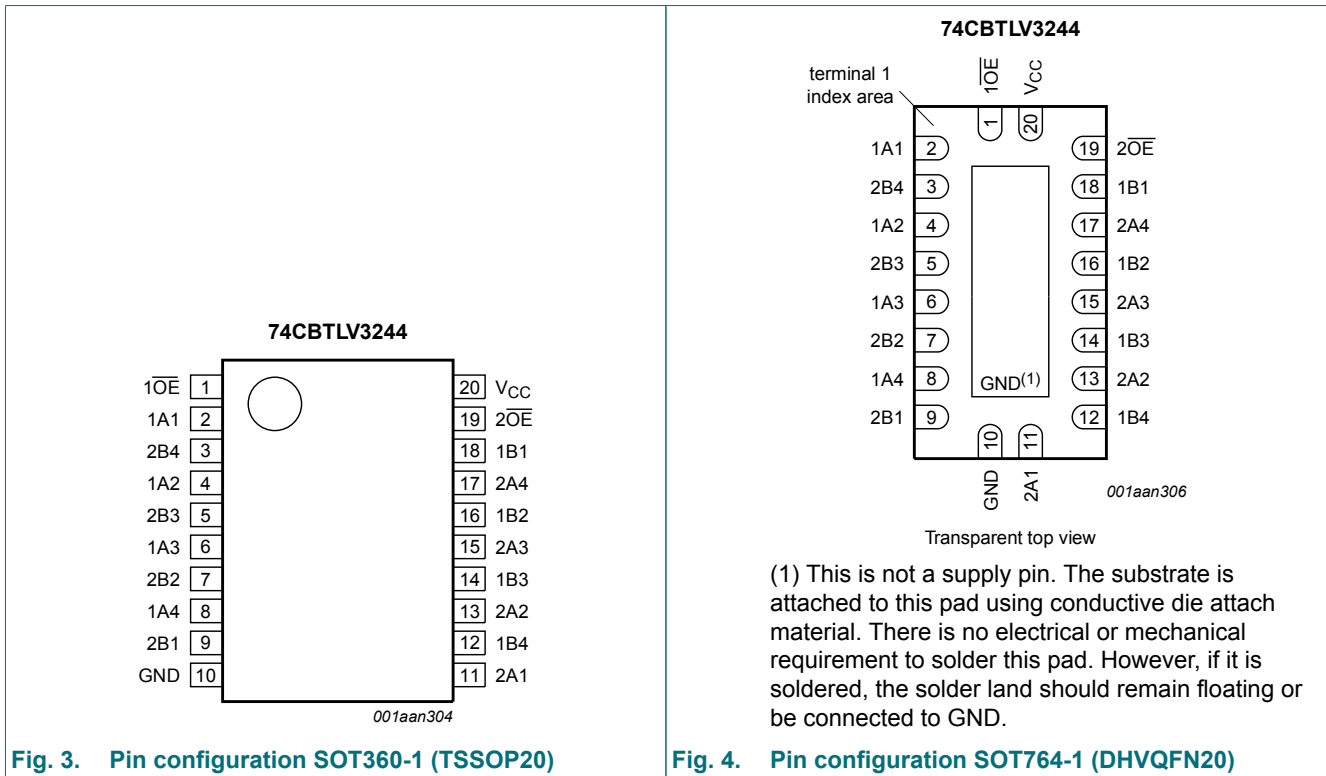 74CBTLV3244
1OE 1
1A1 2
2B4 3
1A2 4
2B3 5
1A3 6
2B2 7
1A4 8
2B1 9
GND 10
20 VCC
19 2OE
18 1B1
17 2A4
16 1B2
15 2A3
14 1B3
13 2A2
12 1B4
11 2A1
001aan304
Fig. 3. Pin configuration SOT360-1 (TSSOP20)
74CBTLV3244
terminal 1
index area
1OE
VCC
1
20
1A1 2
2B4 3
1A2 4
2B3 5
1A3 6
2B2 7
1A4 8
2B1 9
19 2OE
18 1B1
17 2A4
16 1B2
15 2A3
14 1B3
13 2A2
12 1B4
GND(1)
10
11
GND
2A1
001aan306
Transparent top view
(1) This is not a supply pin. The substrate is
attached to this pad using conductive die attach
material. There is no electrical or mechanical
requirement to solder this pad. However, if it is
soldered, the solder land should remain floating or
be connected to GND.
Fig. 4. Pin configuration SOT764-1 (DHVQFN20)